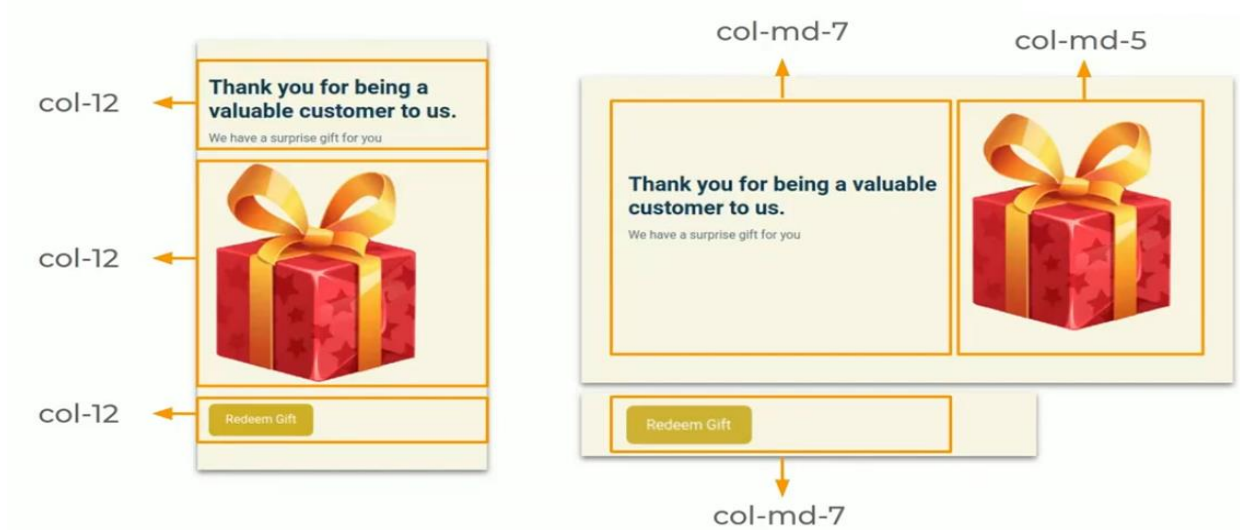 col-12
Thank you for being a
valuable customer to us.
We have a surprise gift for you
col-12
col-12
Redeem Gift
col-md-7
col-md-5
Thank you for being a valuable
customer to us.
We have a surprise gift for you
Redeem Gift
col-md-7